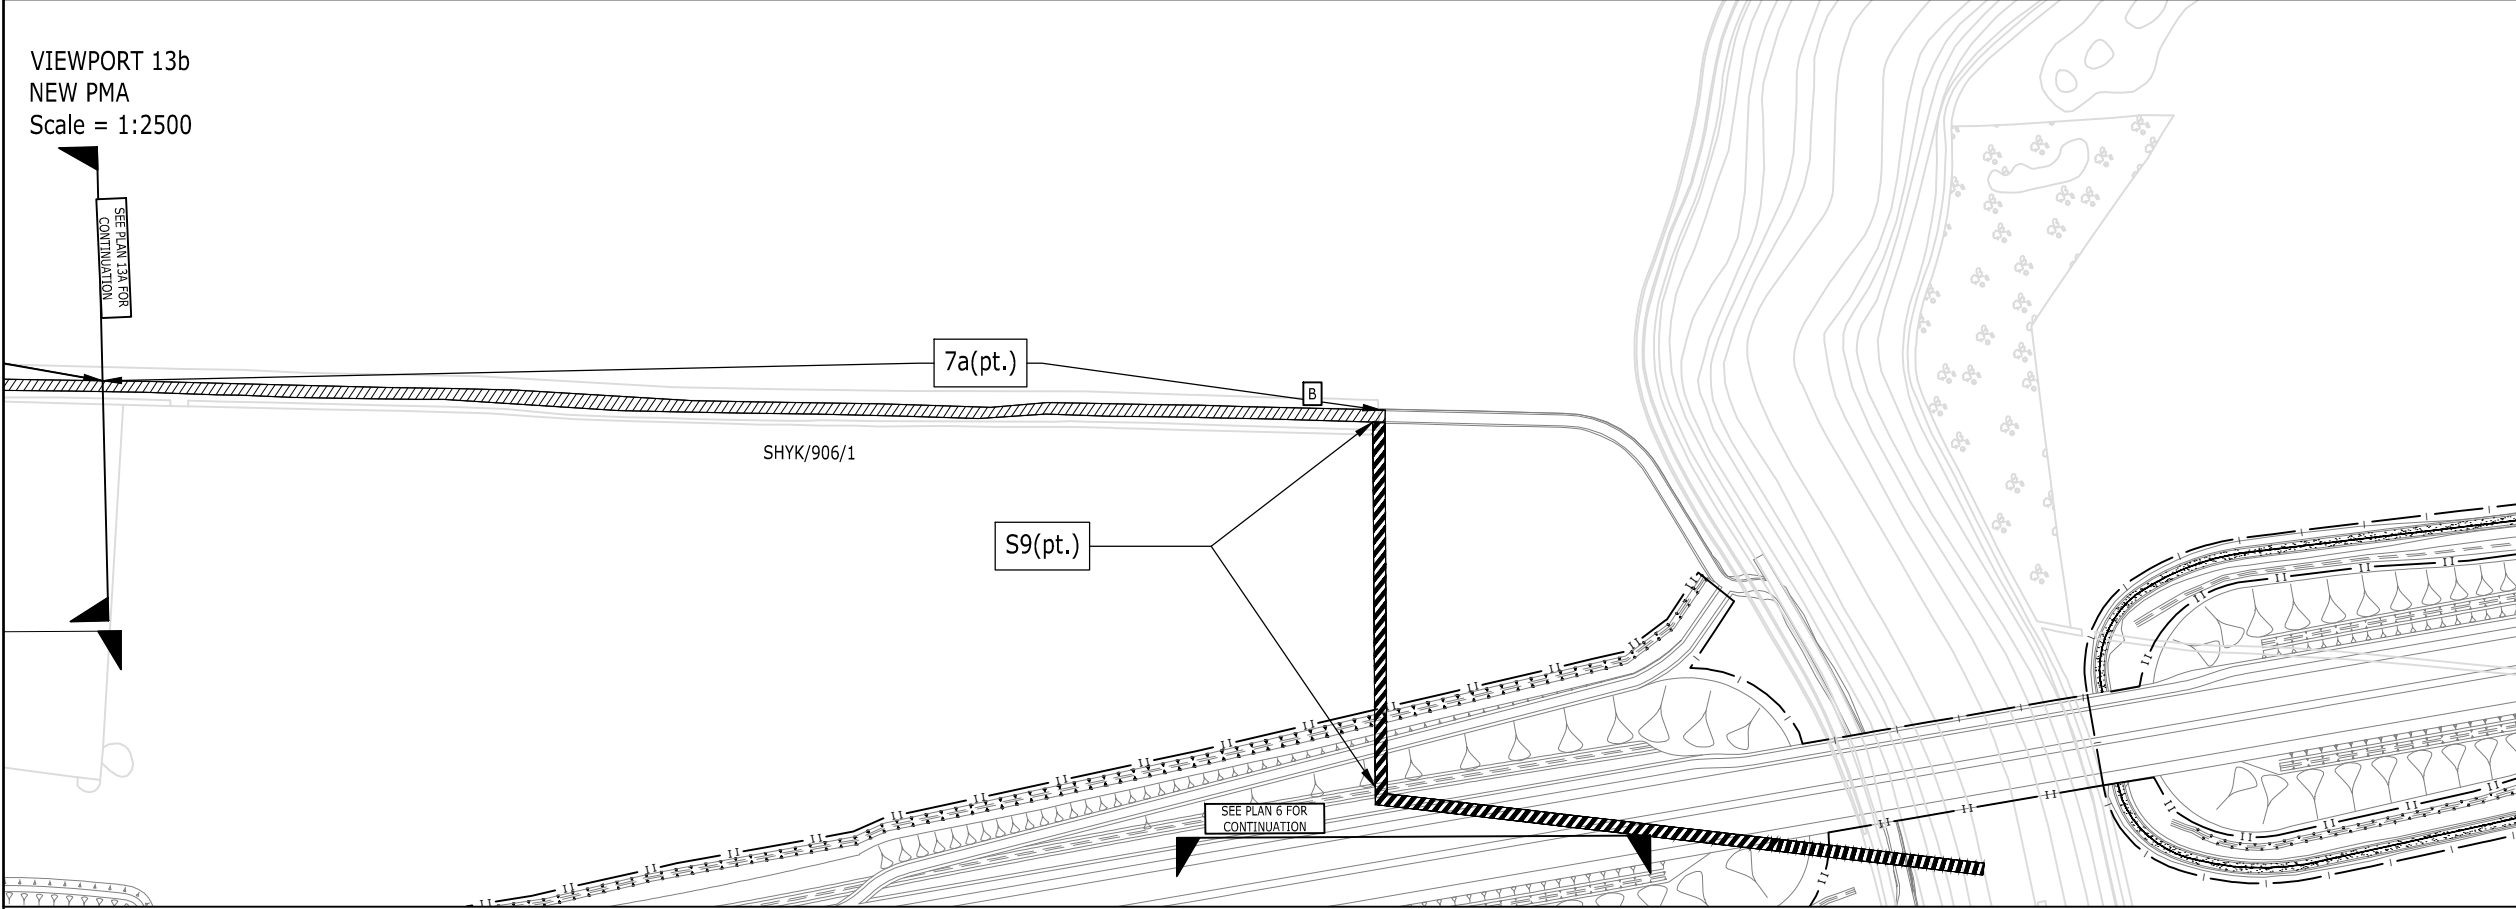 VIEWPORT 13b
NEW PMA
Scale = 1:2500
SEE PLAN 13A FOR
CONTINUATION
7a(pt.)
B
SHYK/906/1
S9(pt.)
SEE PLAN 6 FOR
CONTINUATION